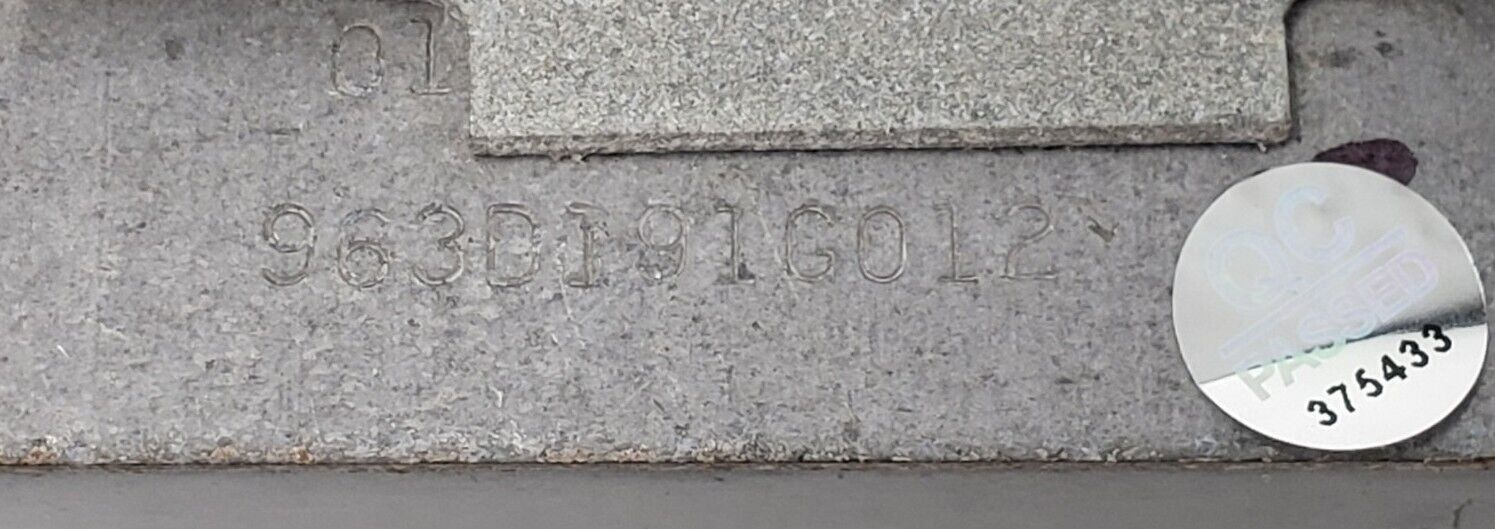 01
963D191G012
QC
PASSED
375433